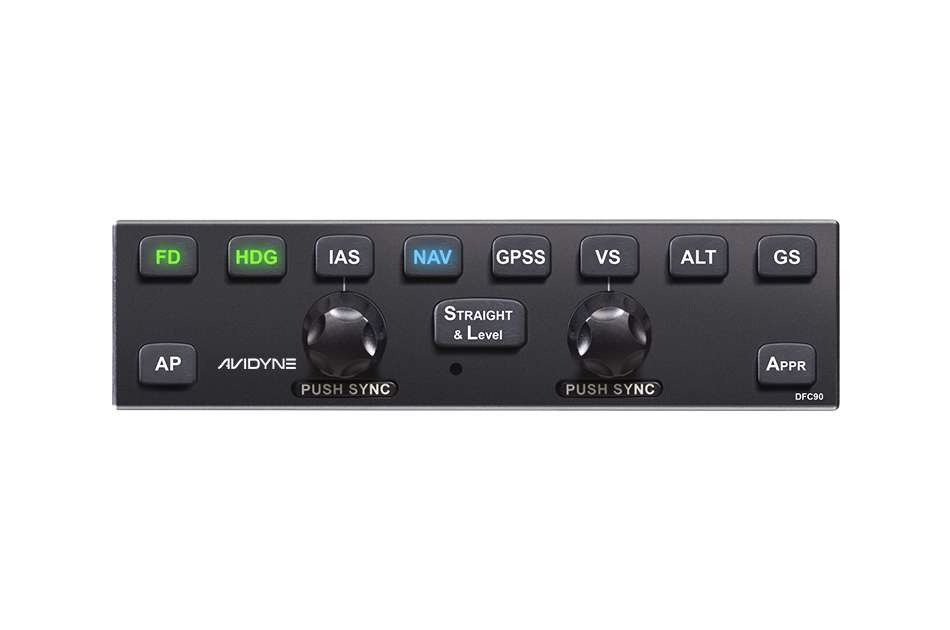 FD HDG IAS NAV GPSS VS ALT GS
STRAIGHT
& Level
AP AVIDYNE APPR
PUSH SYNC PUSH SYNC
DFC90